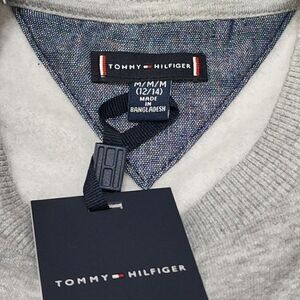 TOMMY HILFIGER
M/M/M
(12/14)
MADE IN
BANGLADESH
TOMMY HILFIGER